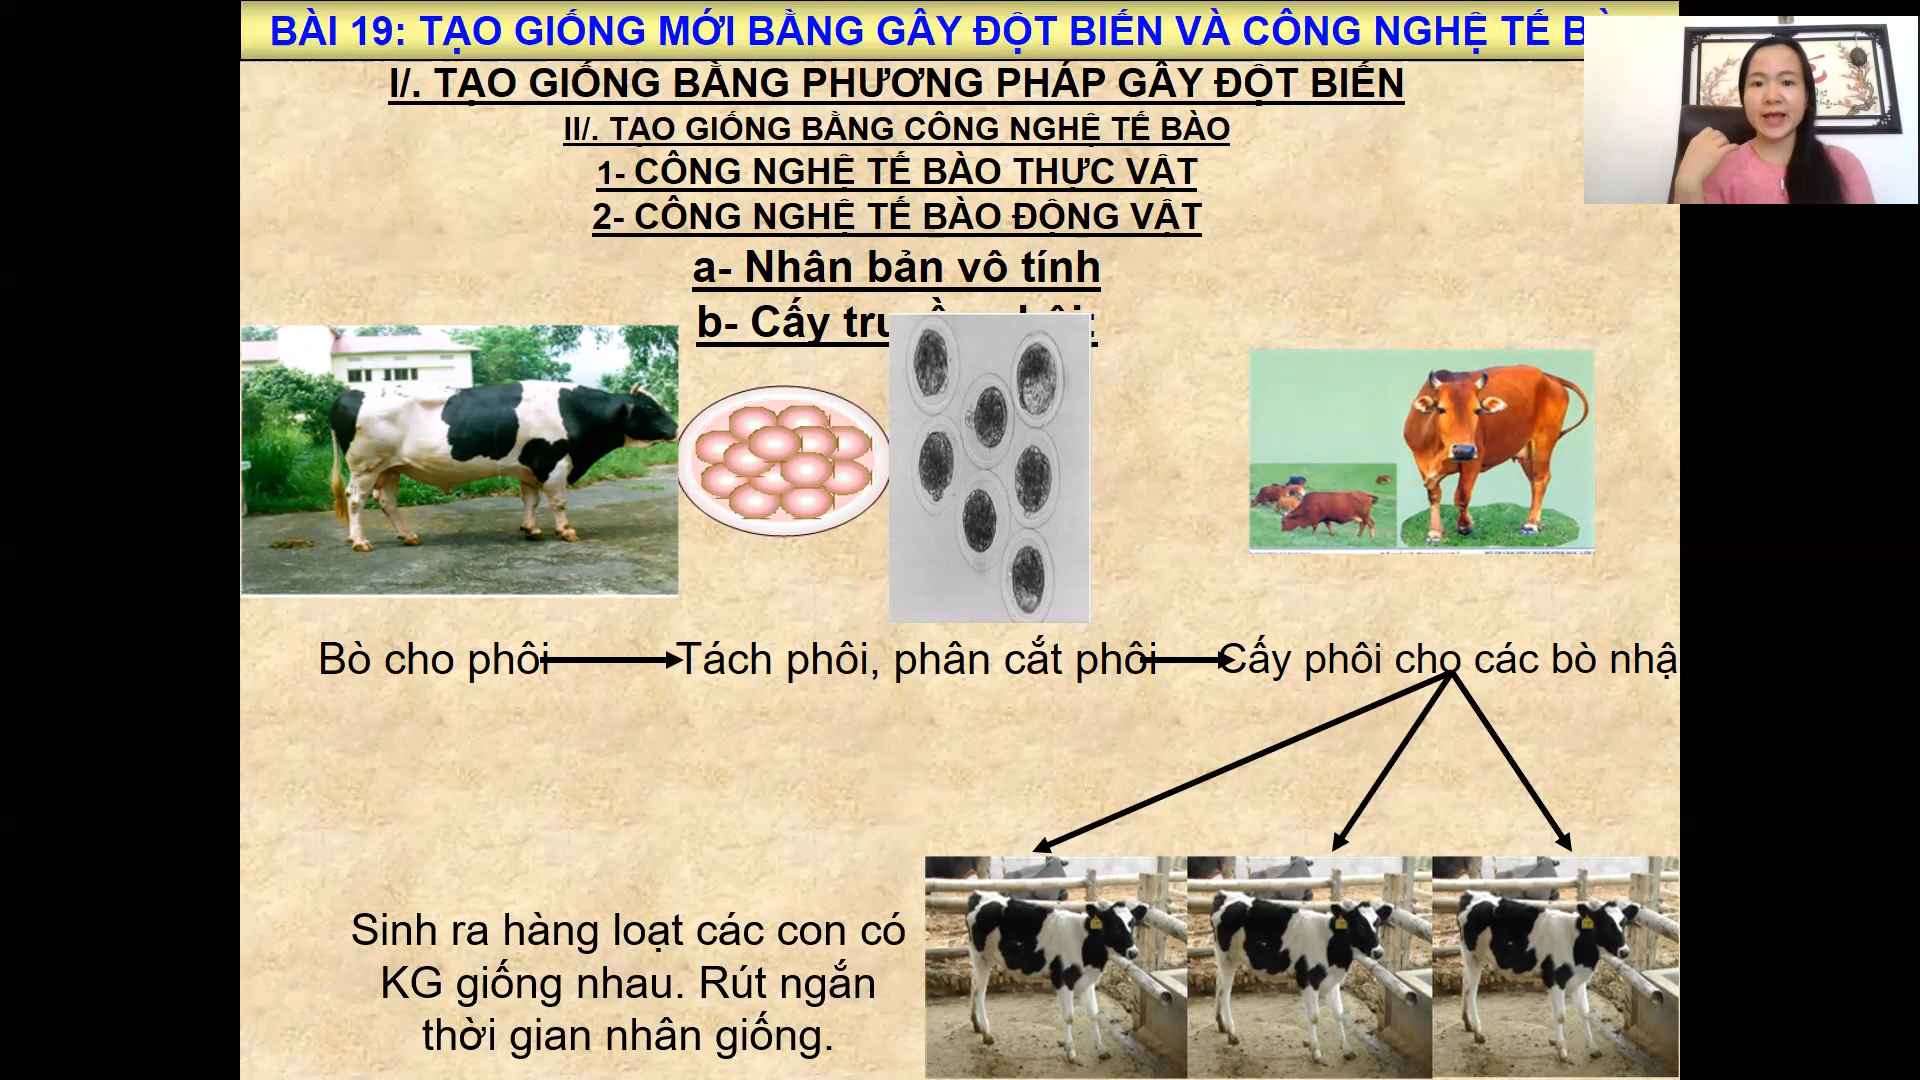 BÀI 19: TẠO GIỐNG MỚI BẰNG GÂY ĐỘT BIẾN VÀ CÔNG NGHỆ TẾ
I/. TẠO GIỐNG BẰNG PHƯƠNG PHÁP GÂY ĐỘT BIẾN
II/. TẠO GIỐNG BẰNG CÔNG NGHỆ TẾ BÀO
1- CÔNG NGHỆ TẾ BÀO THỰC VẬT
2- CÔNG NGHỆ TẾ BÀO ĐỘNG VẬT
a- Nhân bản vô tính
b- Cấy
Bò cho phôi Tách phôi, phân cắt phôi Cấy phôi cho các bò
Sinh ra hàng loạt các con có
KG giống nhau. Rút ngắn
thời gian nhân giống.